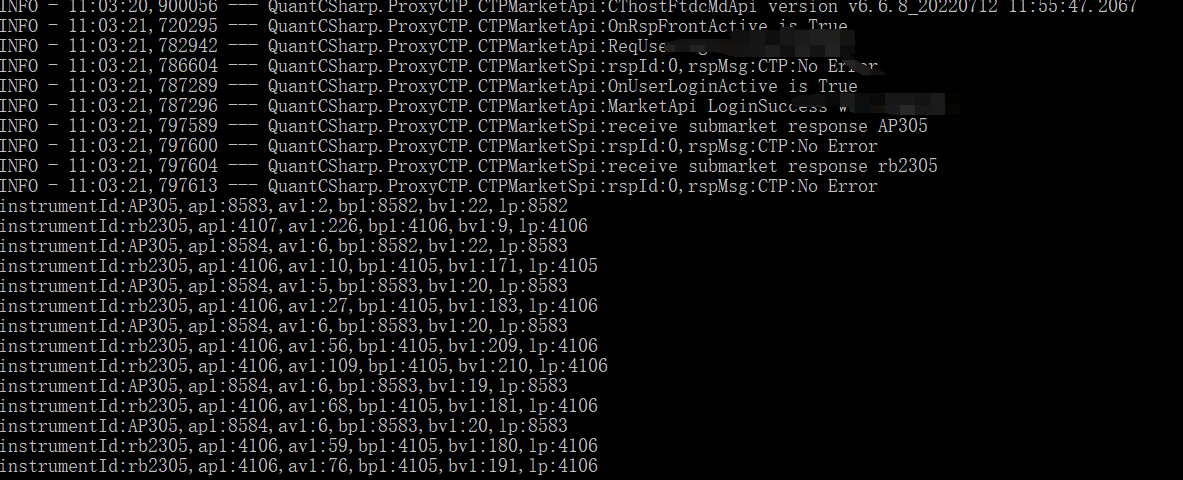 INFO - 11:03:20,900056 --- QuantCSharp.ProxyCTP.CTPMarketApi:CThostFtdcMdApi version v6.6.8_20220712 11:55:47.2067
INFO - 11:03:21,720295 --- QuantCSharp.ProxyCTP.CTPMarketApi:OnRspFrontActive is True
INFO - 11:03:21,782942 --- QuantCSharp.ProxyCTP.CTPMarketApi:ReqUse
INFO - 11:03:21,786604 --- QuantCSharp.ProxyCTP.CTPMarketSpi:rspId:0,rspMsg:CTP:No Error
INFO - 11:03:21,787289 --- QuantCSharp.ProxyCTP.CTPMarketApi:OnUserLoginActive is True
INFO - 11:03:21,787296 --- QuantCSharp.ProxyCTP.CTPMarketApi:MarketApi LoginSuccess
INFO - 11:03:21,797589 --- QuantCSharp.ProxyCTP.CTPMarketSpi:receive submarket response AP305
INFO - 11:03:21,797600 --- QuantCSharp.ProxyCTP.CTPMarketSpi:rspId:0,rspMsg:CTP:No Error
INFO - 11:03:21,797604 --- QuantCSharp.ProxyCTP.CTPMarketSpi:receive submarket response rb2305
INFO - 11:03:21,797613 --- QuantCSharp.ProxyCTP.CTPMarketSpi:rspId:0,rspMsg:CTP:No Error
instrumentId:AP305,ap1:8583,av1:2,bp1:8582,bv1:22,lp:8582
instrumentId:rb2305,ap1:4107,av1:226,bp1:4106,bv1:9,lp:4106
instrumentId:AP305,ap1:8584,av1:6,bp1:8582,bv1:22,lp:8583
instrumentId:rb2305,ap1:4106,av1:10,bp1:4105,bv1:171,lp:4105
instrumentId:AP305,ap1:8584,av1:5,bp1:8583,bv1:20,lp:8583
instrumentId:rb2305,ap1:4106,av1:27,bp1:4105,bv1:183,lp:4106
instrumentId:AP305,ap1:8584,av1:6,bp1:8583,bv1:20,lp:8583
instrumentId:rb2305,ap1:4106,av1:56,bp1:4105,bv1:209,lp:4106
instrumentId:rb2305,ap1:4106,av1:109,bp1:4105,bv1:210,lp:4106
instrumentId:AP305,ap1:8584,av1:6,bp1:8583,bv1:19,lp:8583
instrumentId:rb2305,ap1:4106,av1:68,bp1:4105,bv1:181,lp:4106
instrumentId:AP305,ap1:8584,av1:6,bp1:8583,bv1:20,lp:8583
instrumentId:rb2305,ap1:4106,av1:59,bp1:4105,bv1:180,lp:4106
instrumentId:rb2305,ap1:4106,av1:76,bp1:4105,bv1:191,lp:4106